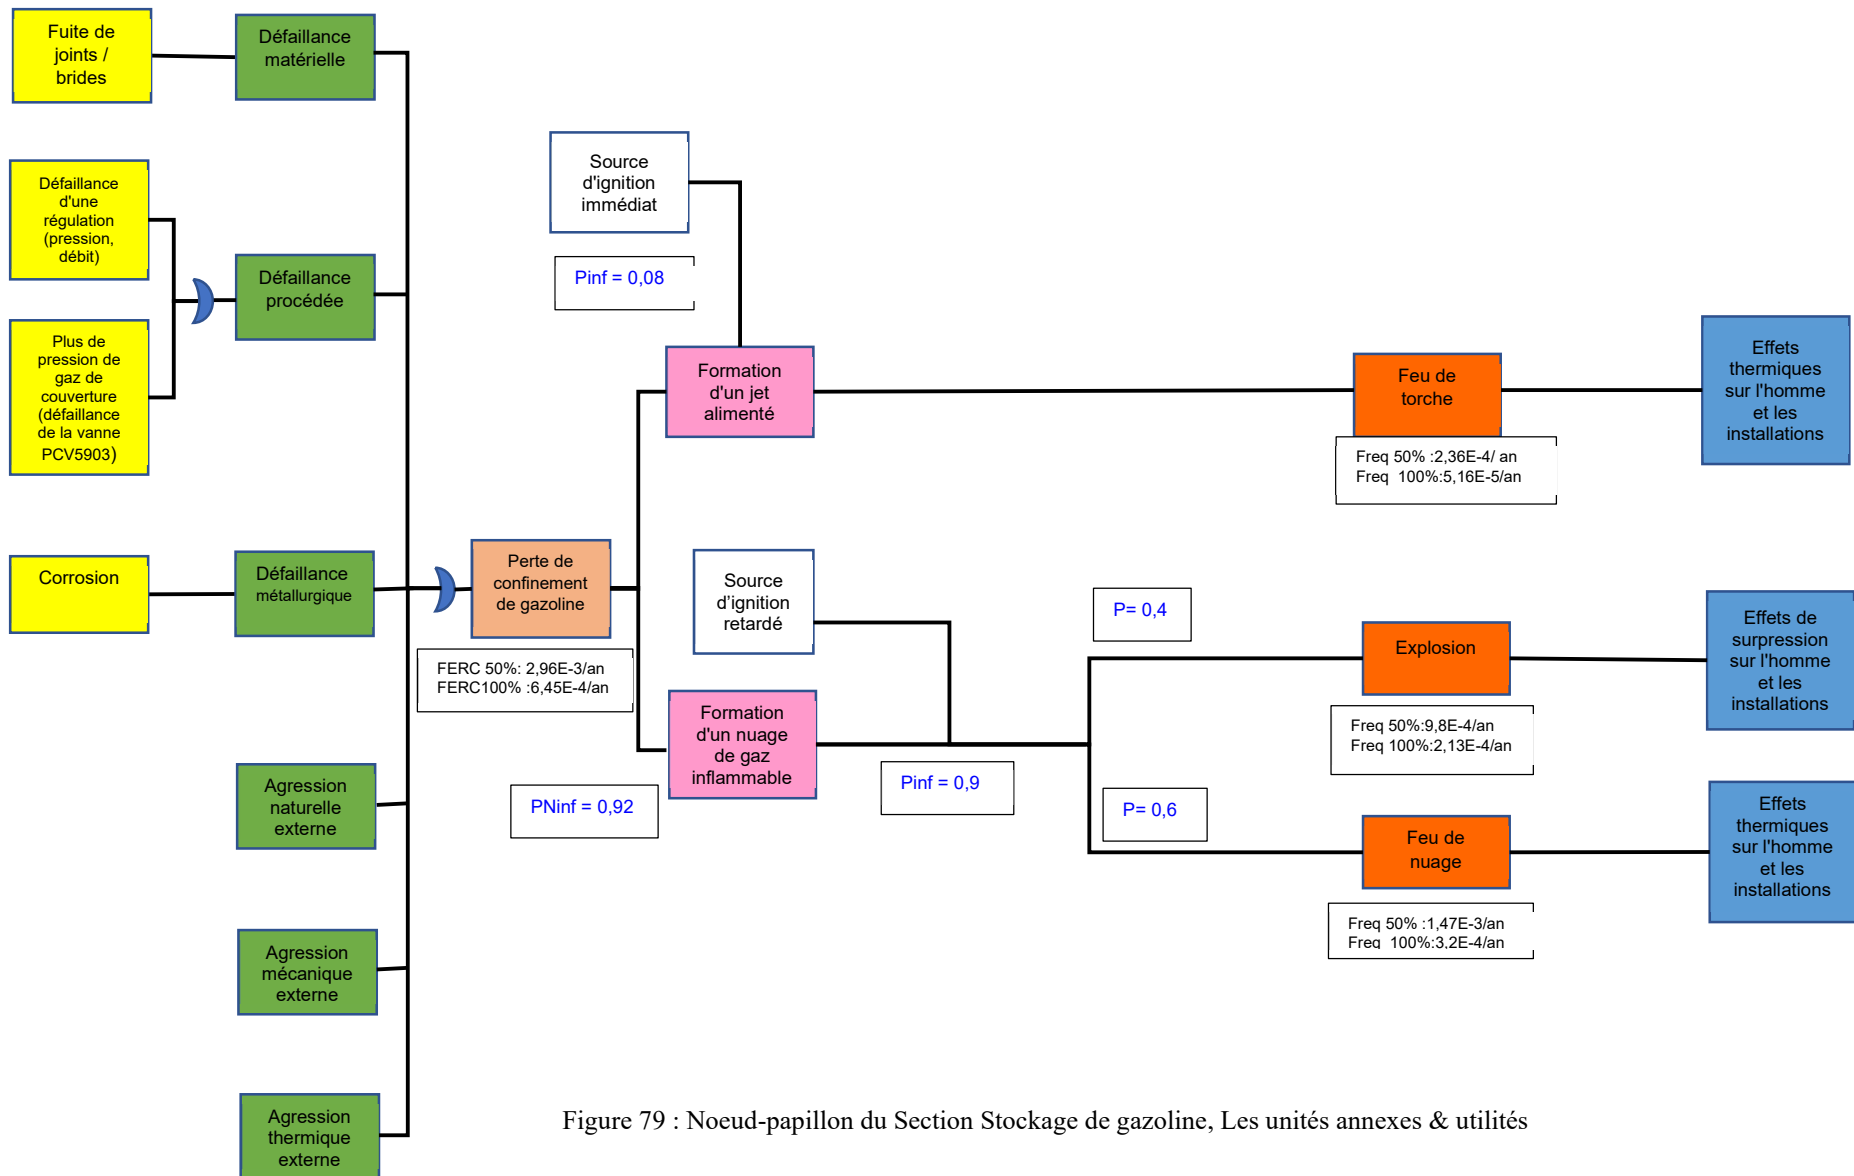 Fuite de
joints /
brides
Défaillance
matérielle
Défaillance
d'une
régulation
(pression,
débit)
Plus de
pression de
gaz de
couverture
(défaillance
de la vanne
PCV5903)
Défaillance
procédée
Corrosion
Défaillance
métallurgique
Agression
naturelle
externe
Agression
mécanique
externe
Agression
thermique
externe
Perte de
confinement
de gazoline
FERC 50%: 2,96E-3/an
FERC100% :6,45E-4/an
Source
d'ignition
immédiat
Pinf = 0,08
Formation
d'un jet
alimenté
Feu de
torche
Freq 50% :2,36E-4/ an
Freq 100%:5,16E-5/an
Effets
thermiques
sur l'homme
et les
installations
Source
d’ignition
retardé
Formation
d'un nuage
de gaz
inflammable
PNinf = 0,92
Pinf = 0,9
P= 0,4
P= 0,6
Explosion
Freq 50%:9,8E-4/an
Freq 100%:2,13E-4/an
Effets de
surpression
sur l'homme
et les
installations
Feu de
nuage
Freq 50% :1,47E-3/an
Freq 100%:3,2E-4/an
Effets
thermiques
sur l'homme
et les
installations
Figure 79 : Noeud-papillon du Section Stockage de gazoline, Les unités annexes & utilités